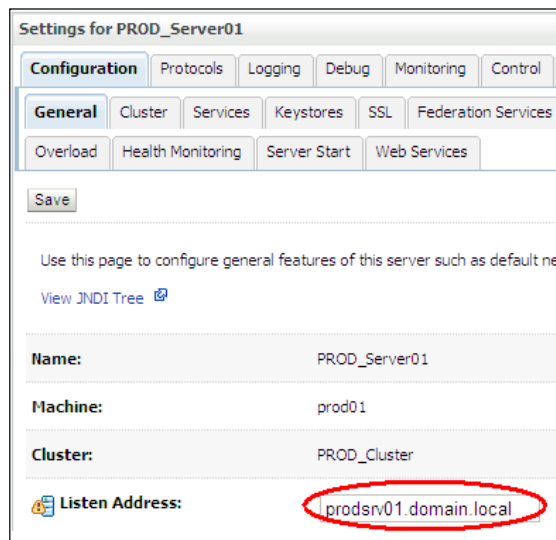 Settings for PROD_Server01
Configuration Protocols Logging Debug Monitoring Control
General Cluster Services Keystores SSL Federation Services
Overload Health Monitoring Server Start Web Services
Save
Use this page to configure general features of this server such as default ne
View JNDI Tree
Name: PROD_Server01
Machine: prod01
Cluster: PROD_Cluster
Listen Address: prodsrv01.domain.local